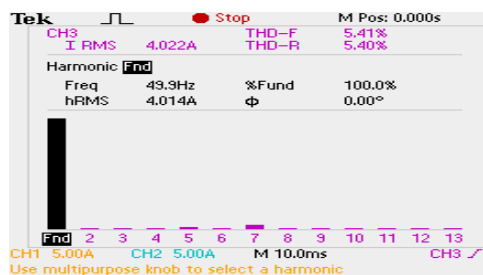 Tek Stop M Pos: 0.000s
CH3 THD-F 5.41%
I RMS 4.022A THD-R 5.40%
Harmonic Fnd
Freq 49.9Hz %Fund 100.0%
hRMS 4.014A Φ 0.00°
Fnd 2 3 4 5 6 7 8 9 10 11 12 13
CH1 5.00A CH2 5.00A M 10.0ms CH3
Use multipurpose knob to select a harmonic